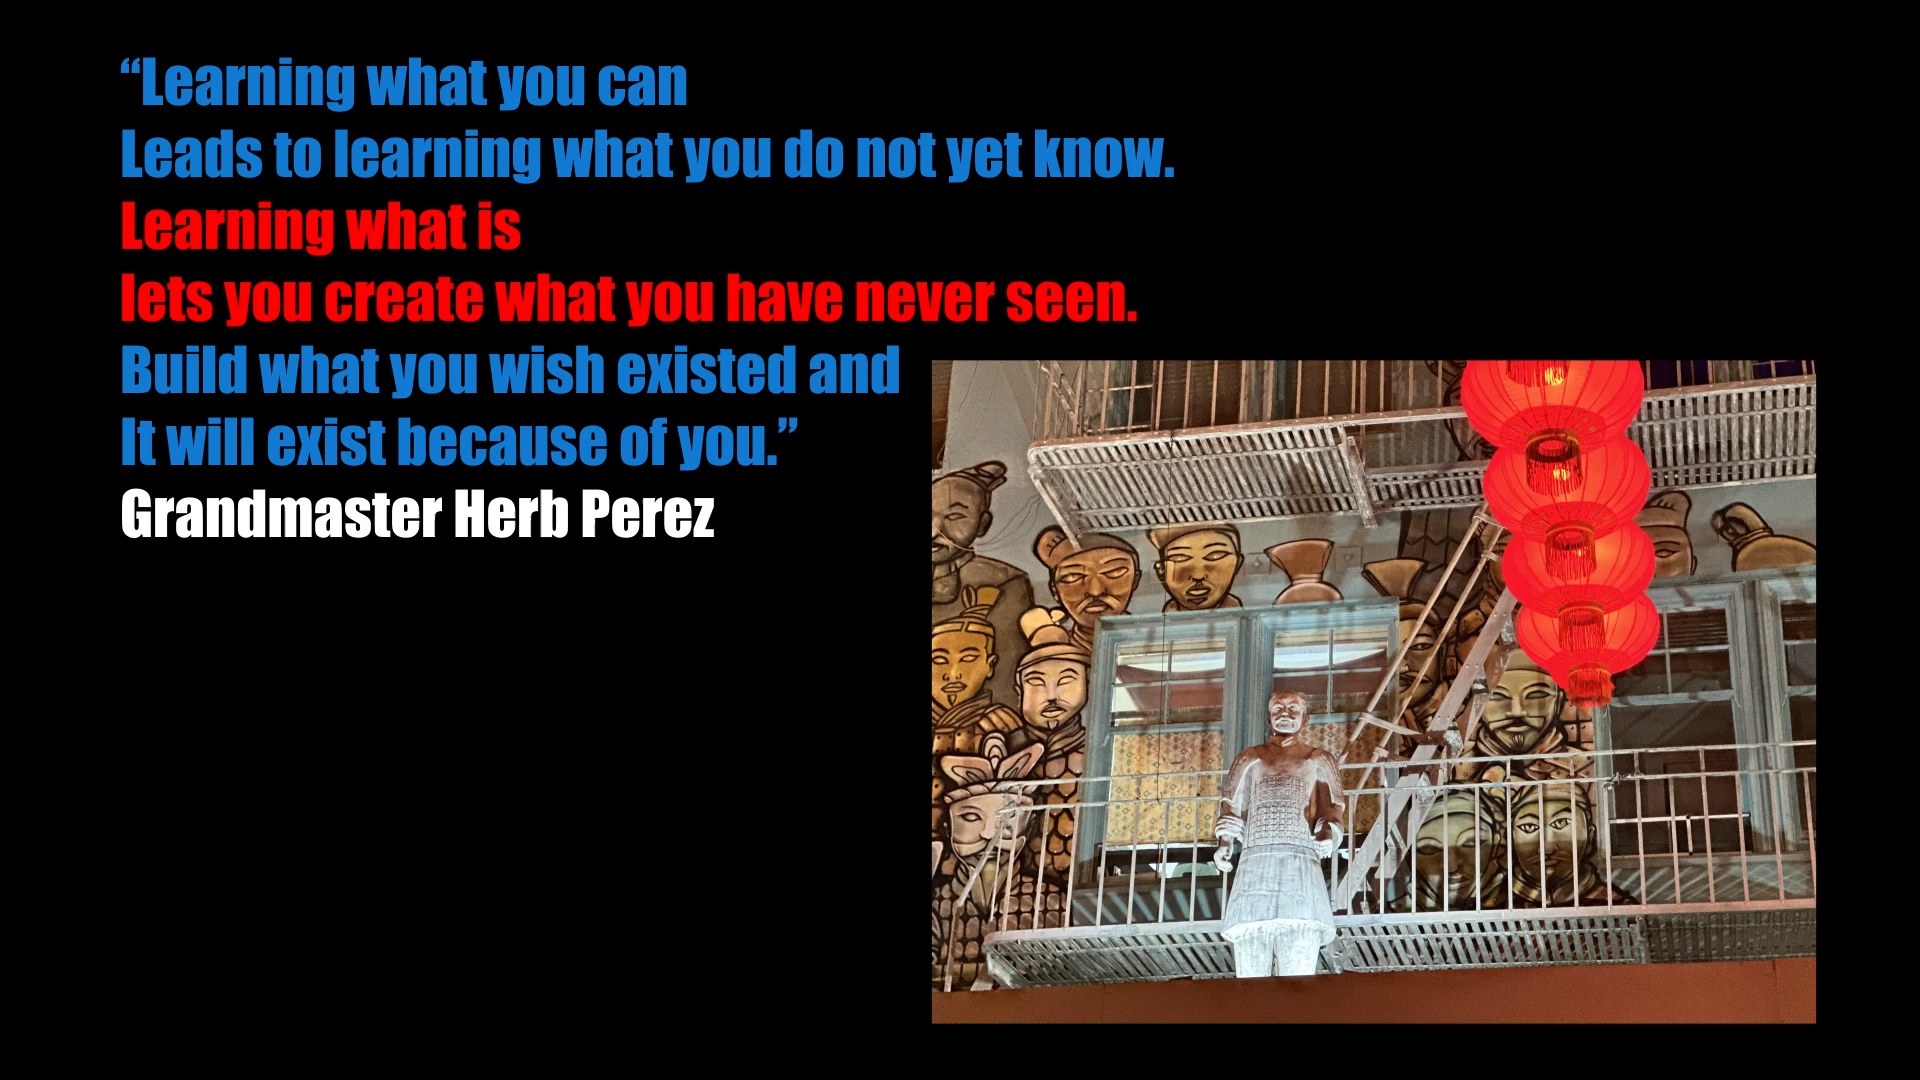 “Learning what you can
Leads to learning what you do not yet know.
Learning what is
lets you create what you have never seen.
Build what you wish existed and
It will exist because of you.”
Grandmaster Herb Perez